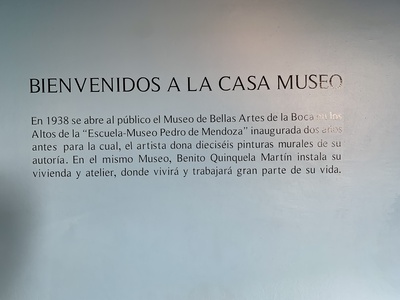 BIENVENIDOS A LA CASA MUSEO
En 1938 se abre al público el Museo de Bellas Artes de la Boca en los
Altos de la “Escuela-Museo Pedro de Mendoza” inaugurada dos años
antes para la cual, el artista dona dieciséis pinturas murales de su
autoría. En el mismo Museo, Benito Quinquela Martín instala su
vivienda y atelier, donde vivirá y trabajará gran parte de su vida.